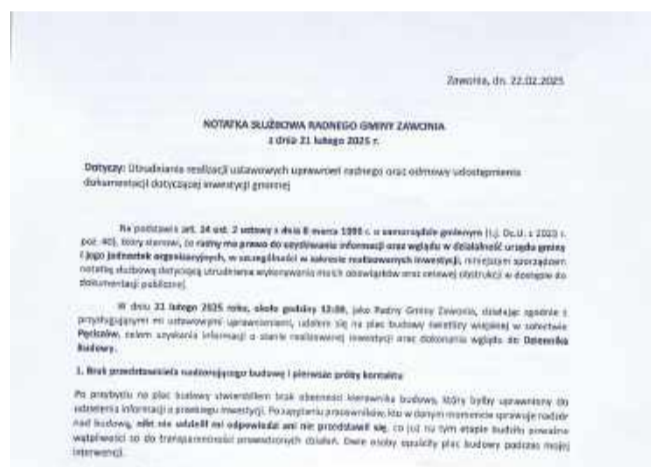 Zawonia, dn. 22.02.2025
NOTATKA SŁUŻBOWA RADNEGO GMINY ZAWONIA
z dnia 21 lutego 2025 r.
Dotyczy: Utrudniania realizacji ustawowych uprawnień radnego oraz odmowy udostępnienia
dokumentacji dotyczącej inwestycji gminnej
Na podstawie art. 24 ust. 2 ustawy z dnia 8 marca 1990 r. o samorządzie gminnym (t.j. Dz.U. z 2023 r.
poz. 40), który stanowi, że radny ma prawo do uzyskiwania informacji oraz wglądu w działalność urzędu gminy
i jego jednostek organizacyjnych, w szczególności w zakresie realizowanych inwestycji, niniejszym sporządzam
notatkę służbową dotyczącą utrudniania wykonywania moich obowiązków oraz celowej obstrukcji w dostępie do
dokumentacji publicznej.
W dniu 21 lutego 2025 roku, około godziny 12:00, jako Radny Gminy Zawonia, działając zgodnie z
przysługującymi mi ustawowymi uprawnieniami, udałem się na plac budowy świetlicy wiejskiej w sołectwie
Pęciszów, celem uzyskania informacji o stanie realizowanej inwestycji oraz dokonania wglądu do Dziennika
Budowy.
1. Brak przedstawiciela nadzorującego budowę i pierwsze próby kontaktu
Po przybyciu na plac budowy stwierdziłem brak obecności kierownika budowy, który byłby uprawniony do
udzielenia informacji o przebiegu inwestycji. Po zapytaniu pracowników, kto w danym momencie sprawuje nadzór
nad budową, nikt nie udzielił mi odpowiedzi ani nie przedstawił się, co już na tym etapie budziło poważne
wątpliwości co do transparentności prowadzonych działań. Dwie osoby opuściły plac budowy podczas mojej
interwencji.